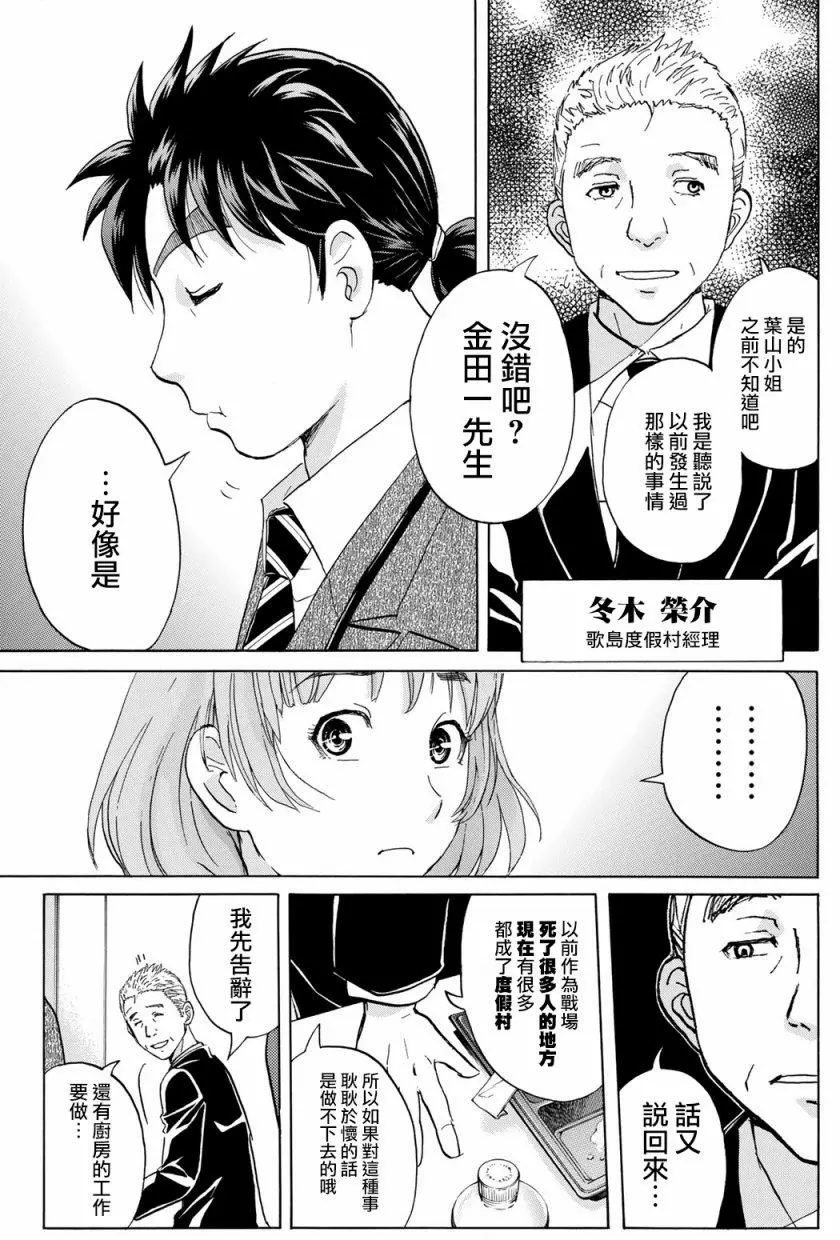 是的
葉山小姐
之前不知道吧
我是聽説了
以前發生過
那樣的事情
冬木 榮介
歌島度假村經理
沒錯吧？
金田一先生
…好像是
………
話又
說回來…
以前作為戰場
死了很多人的地方
現在有很多
都成了度假村
所以如果對這種事
耿耿於懷的話
是做不下去的哦
我先告辭了
還有廚房的工作
要做…